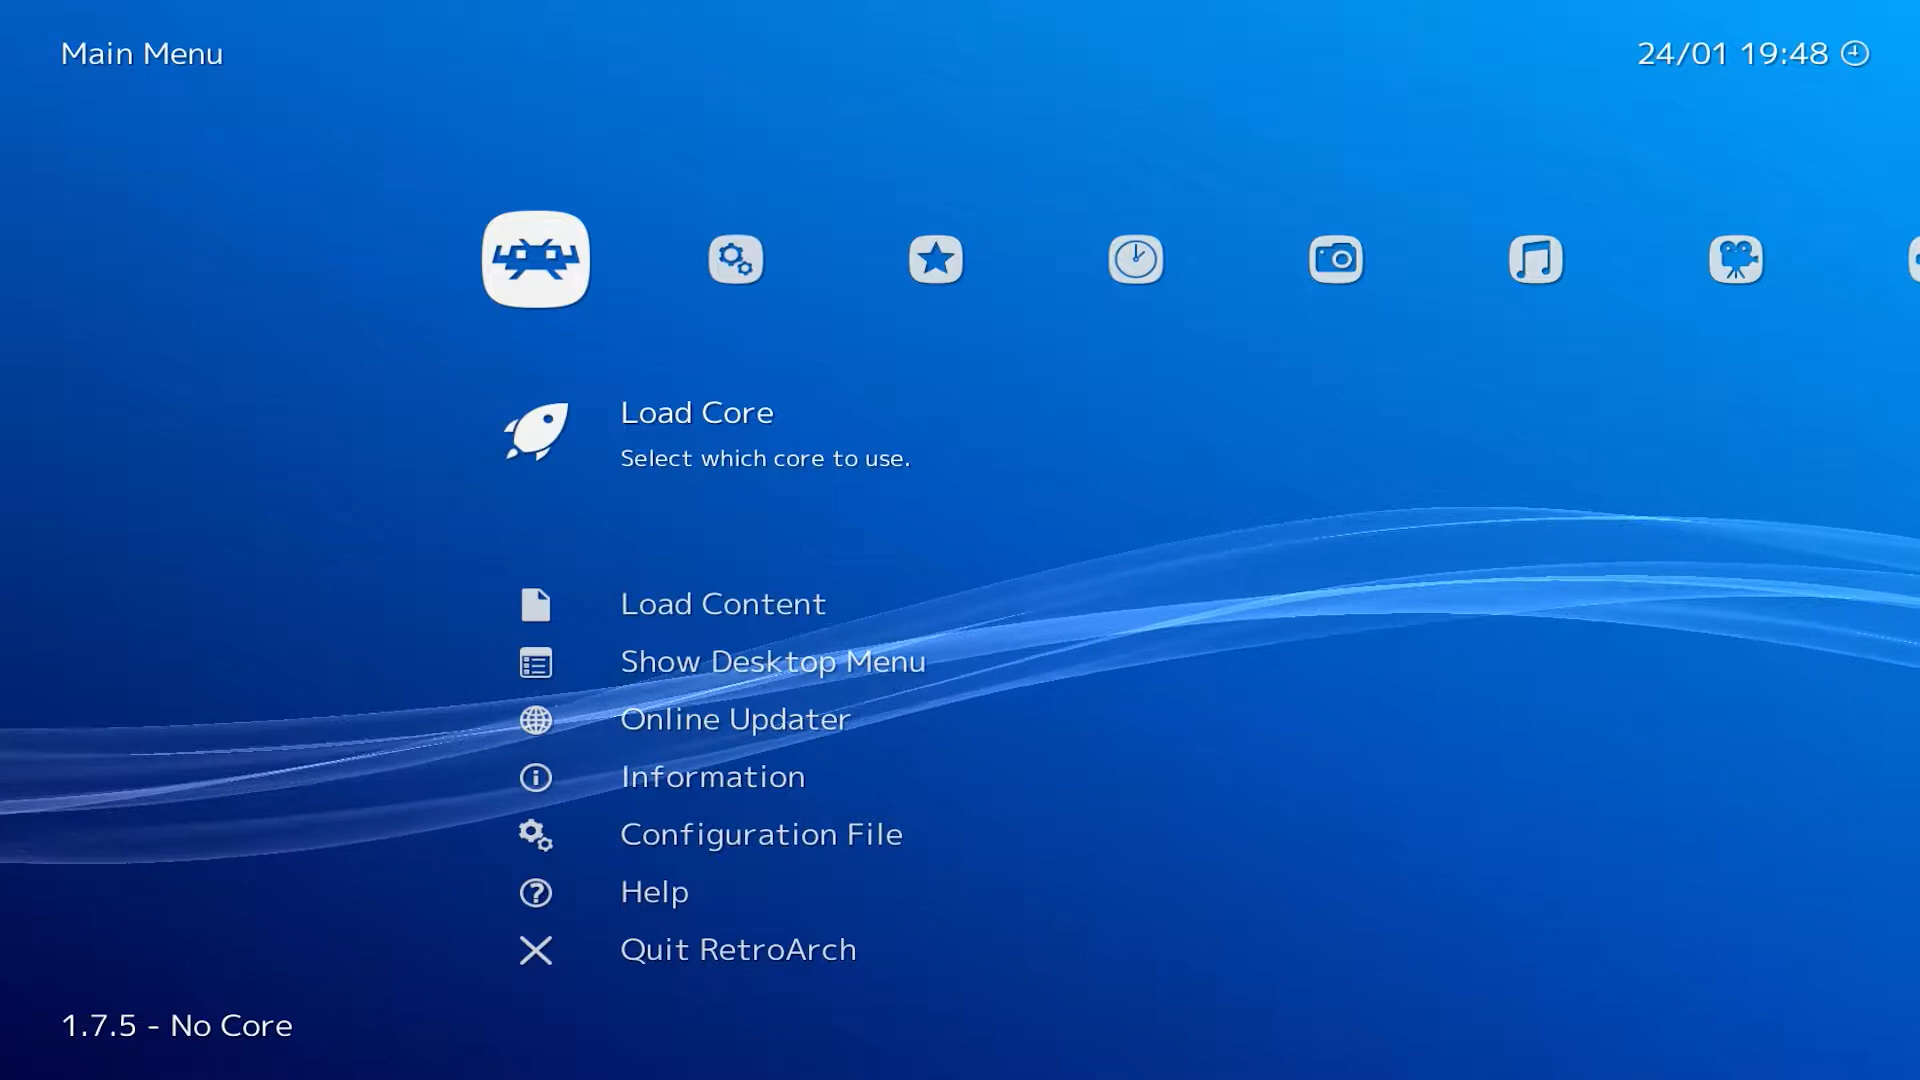 Main Menu
24/01 19:48
Load Core
Select which core to use.
Load Content
Show Desktop Menu
Online Updater
Information
Configuration File
Help
Quit RetroArch
1.7.5 - No Core